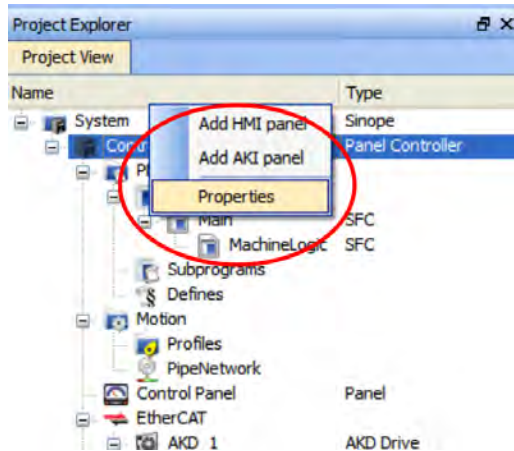 Project Explorer
Project View
Name Type
System Sinope
Add HMI panel
Panel Controller
Add AKI panel
Properties
Main SFC
MachineLogic SFC
Subprograms
Defines
Motion
Profiles
PipeNetwork
Control Panel Panel
EtherCAT
AKD_1 AKD Drive